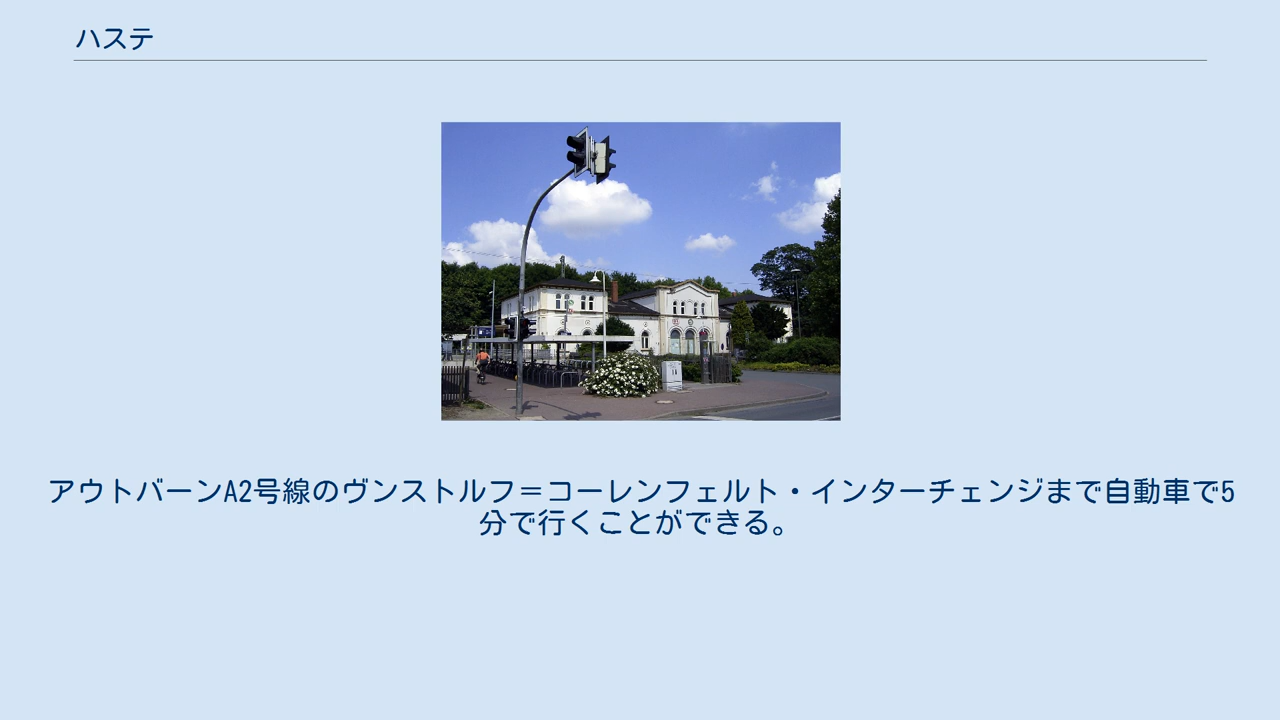 ハステ
アウトバーンA2号線のヴンストルフ＝コーレンフェルト・インターチェンジまで自動車で5
分で行くことができる。